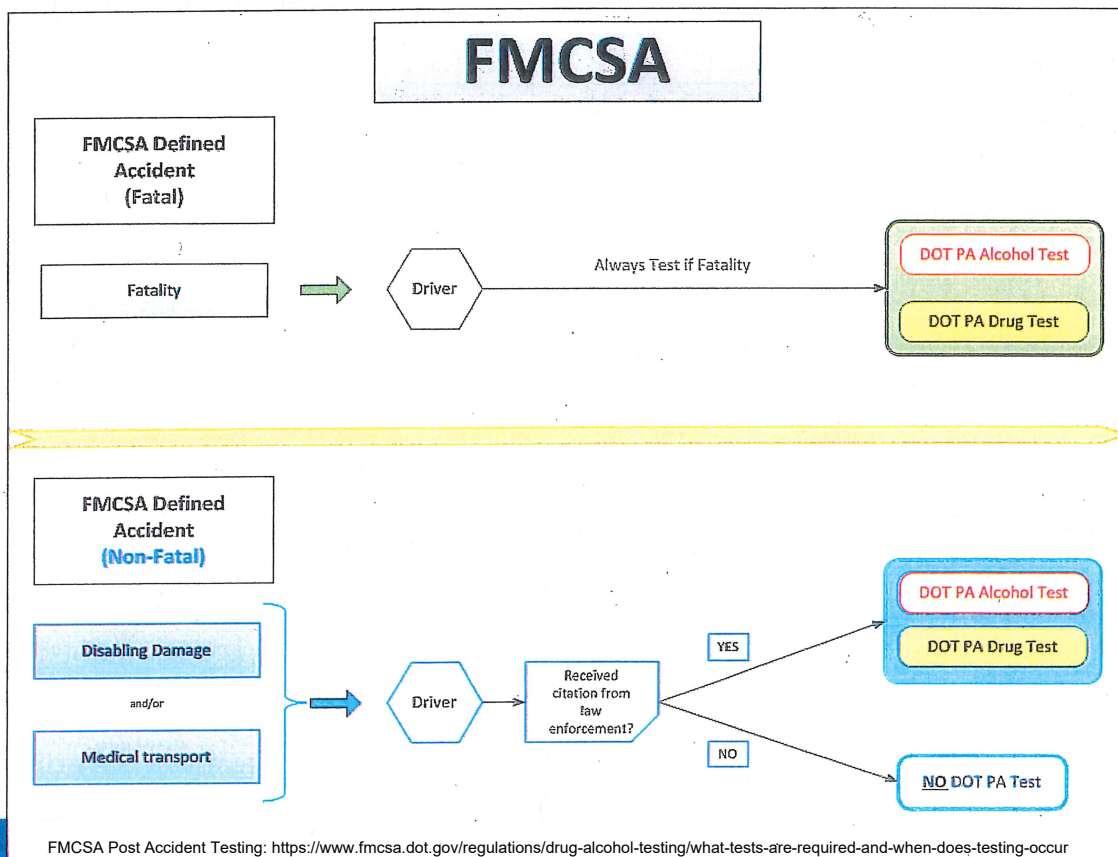 FMCSA
FMCSA Defined
Accident
(Fatal)
Fatality
Driver
Always Test if Fatality
DOT PA Alcohol Test
DOT PA Drug Test
FMCSA Defined
Accident
(Non-Fatal)
Disabling Damage
and/or
Medical transport
Driver
Received
citation from
law
enforcement?
YES
NO
DOT PA Alcohol Test
DOT PA Drug Test
NO DOT PA Test
FMCSA Post Accident Testing: https://www.fmcsa.dot.gov/regulations/drug-alcohol-testing/what-tests-are-required-and-when-does-testing-occur